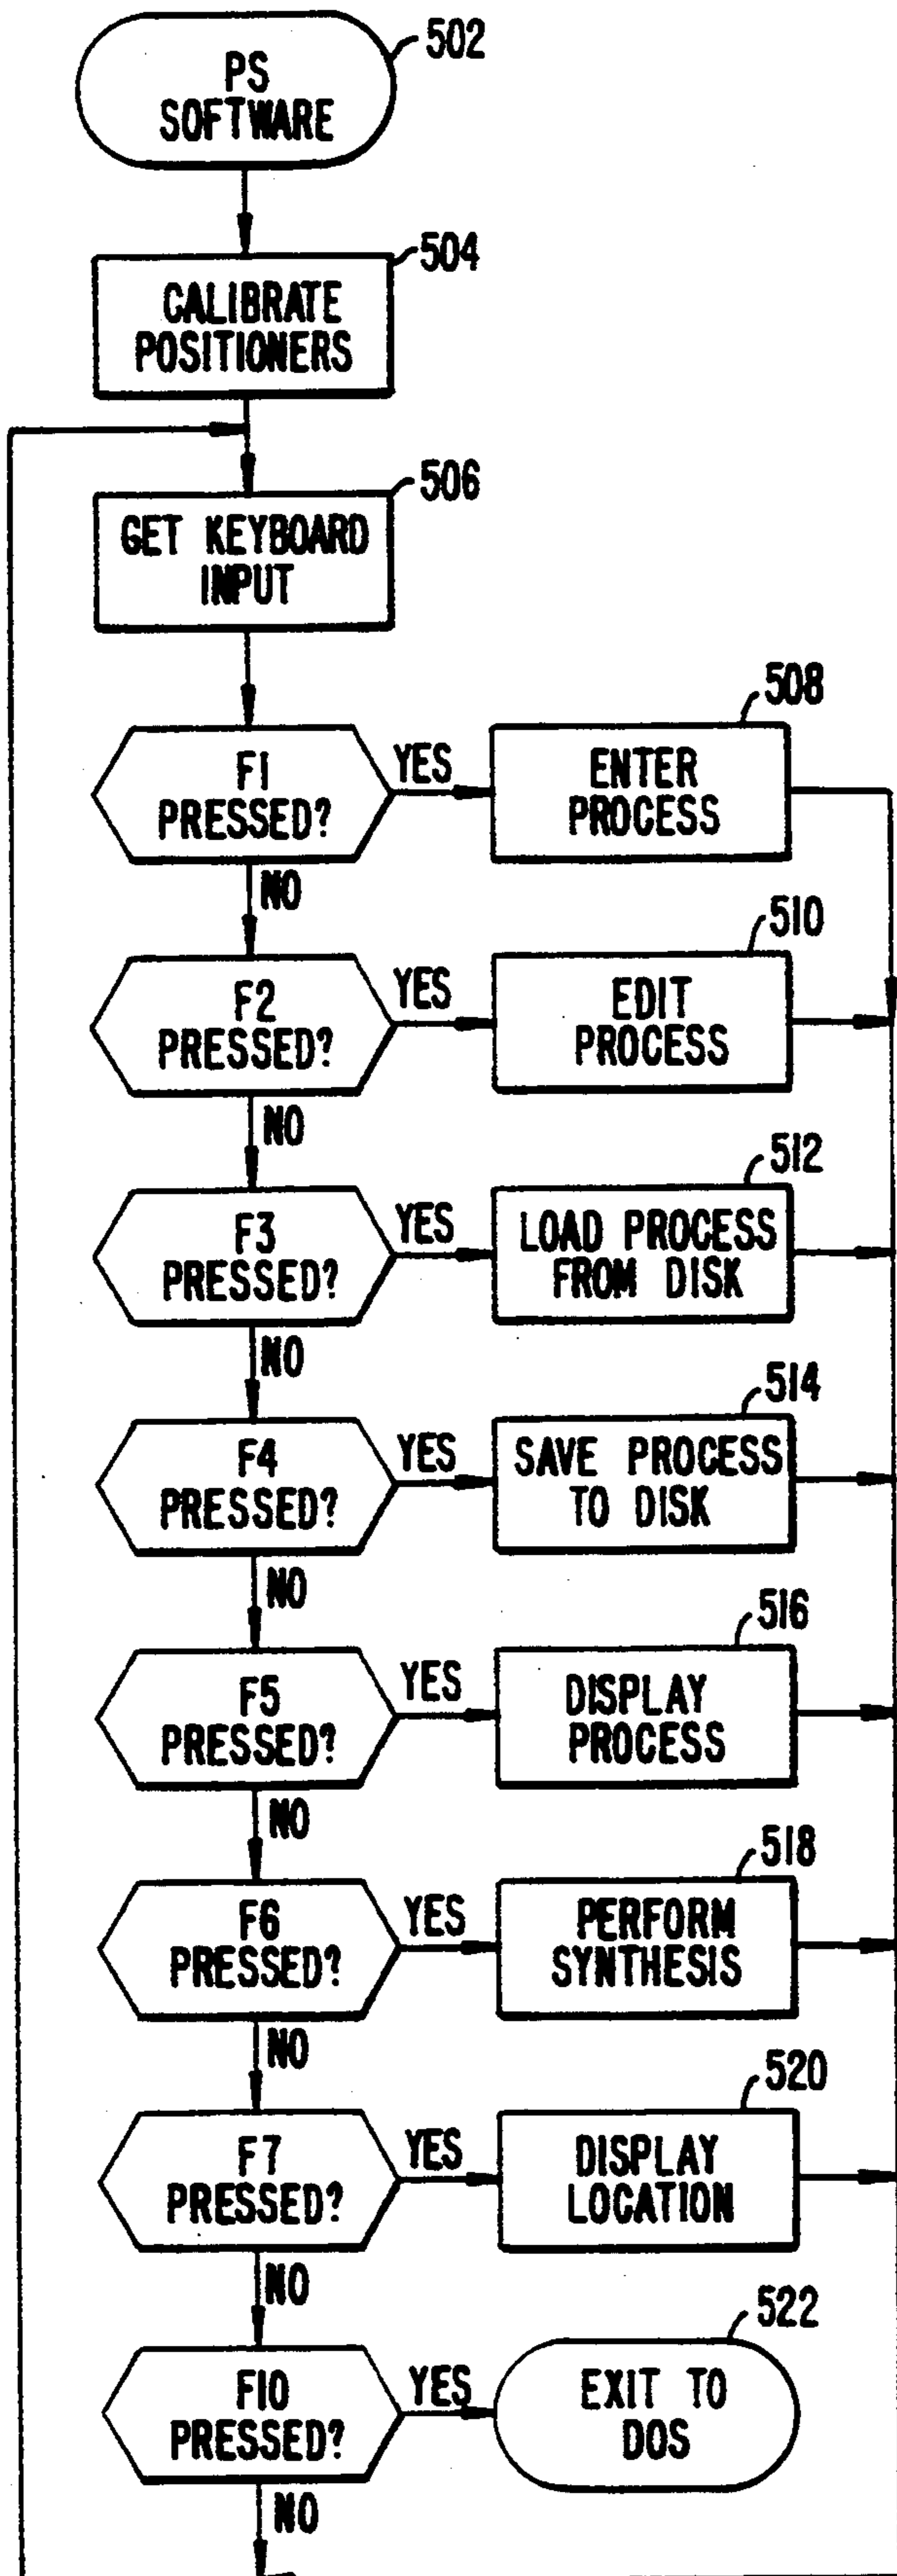 502
PS
SOFTWARE
504
CALIBRATE
POSITIONERS
506
GET KEYBOARD
INPUT
508
F1
PRESSED?
YES
ENTER
PROCESS
NO
510
F2
PRESSED?
YES
EDIT
PROCESS
NO
512
F3
PRESSED?
YES
LOAD PROCESS
FROM DISK
NO
514
F4
PRESSED?
YES
SAVE PROCESS
TO DISK
NO
516
F5
PRESSED?
YES
DISPLAY
PROCESS
NO
518
F6
PRESSED?
YES
PERFORM
SYNTHESIS
NO
520
F7
PRESSED?
YES
DISPLAY
LOCATION
NO
522
F10
PRESSED?
YES
EXIT TO
DOS
NO